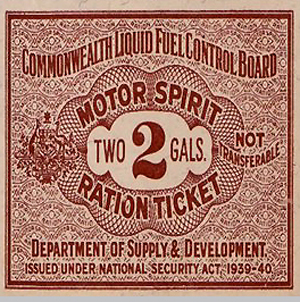 COMMONWEALTH LIQUID FUEL CONTROL BOARD
MOTOR SPIRIT
TWO 2 GALS.
NOT
TRANSFERABLE
RATION TICKET
DEPARTMENT OF SUPPLY & DEVELOPMENT.
ISSUED UNDER NATIONAL SECURITY ACT, 1939-40.